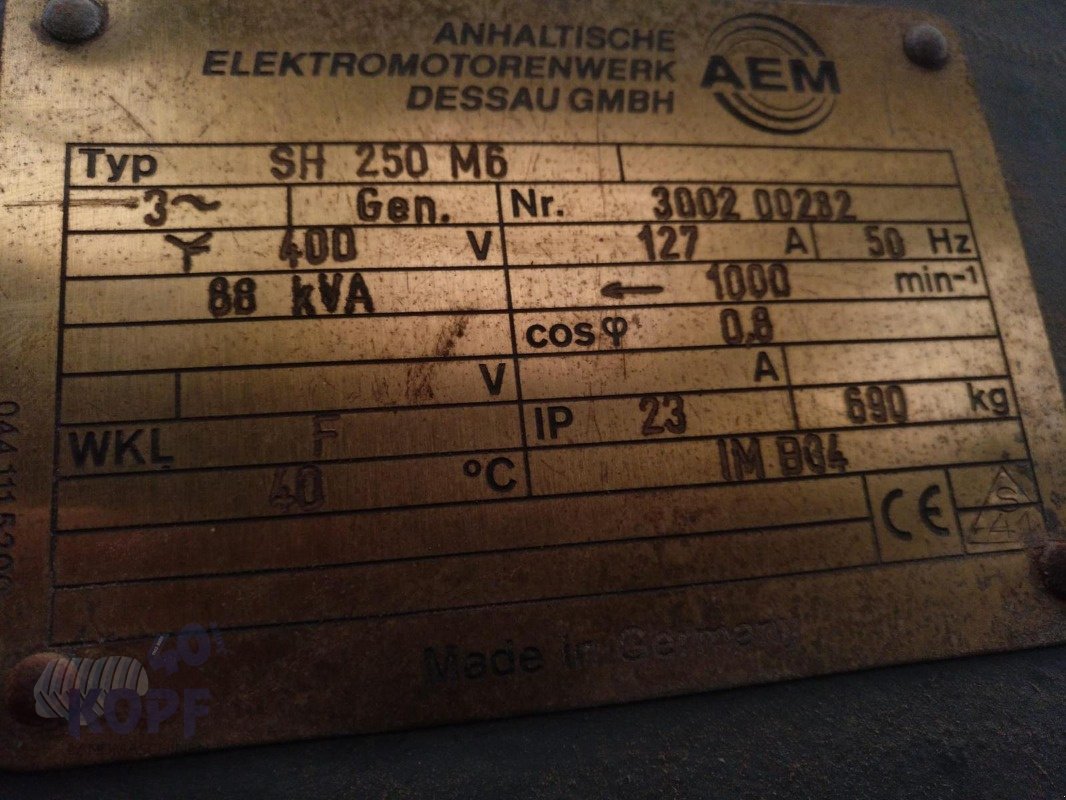 ANHALTISCHE
ELEKTROMOTORENWERK
DESSAU GMBH
AEM
Typ SH 250 M6
3~ Gen. Nr. 3002 00282
Y 400 V 127 A 50 Hz
88 kVA ← 1000 min-1
cos φ 0,8
V A
WKL F IP 23 690 kg
40 °C IM B34
CE
S
Made in Germany
40
KOPF